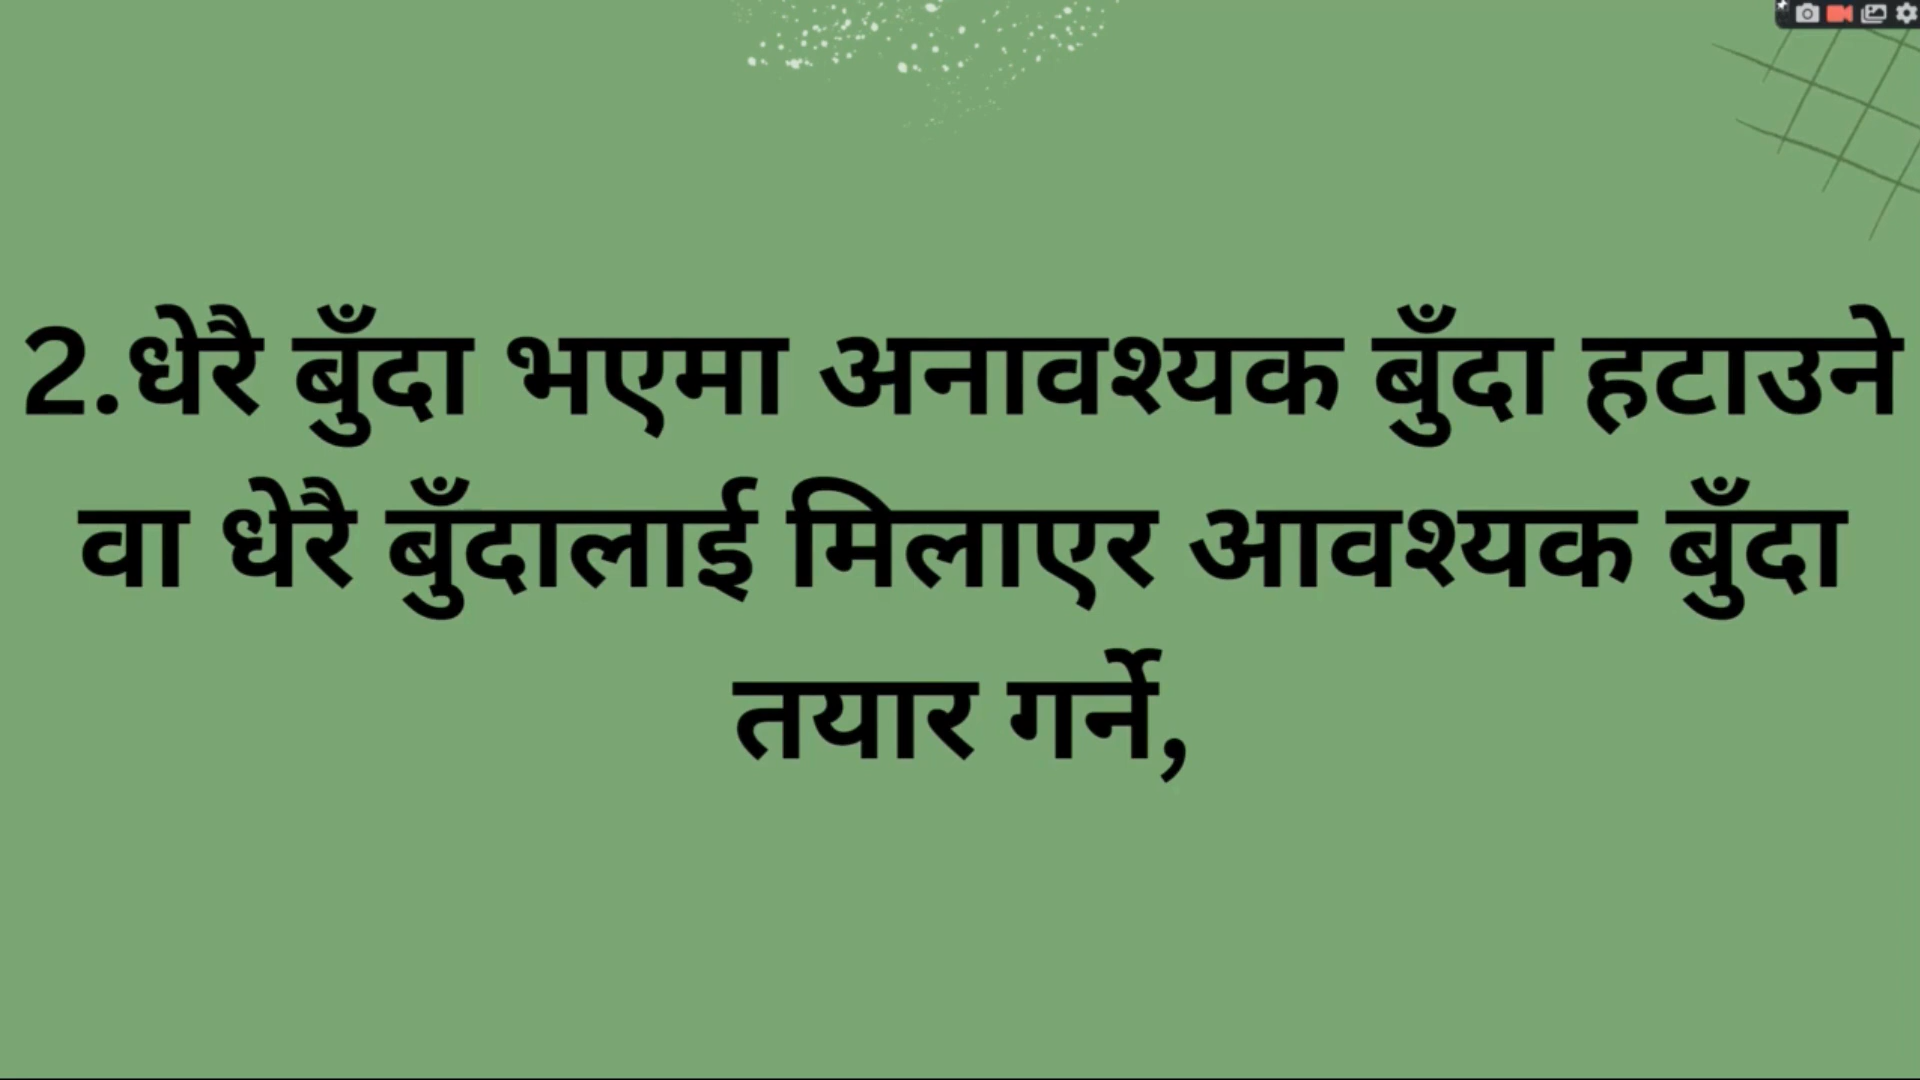 2.धेरै बुँदा भएमा अनावश्यक बुँदा हटाउने
वा धेरै बुँदालाई मिलाएर आवश्यक बुँदा
तयार गर्ने,